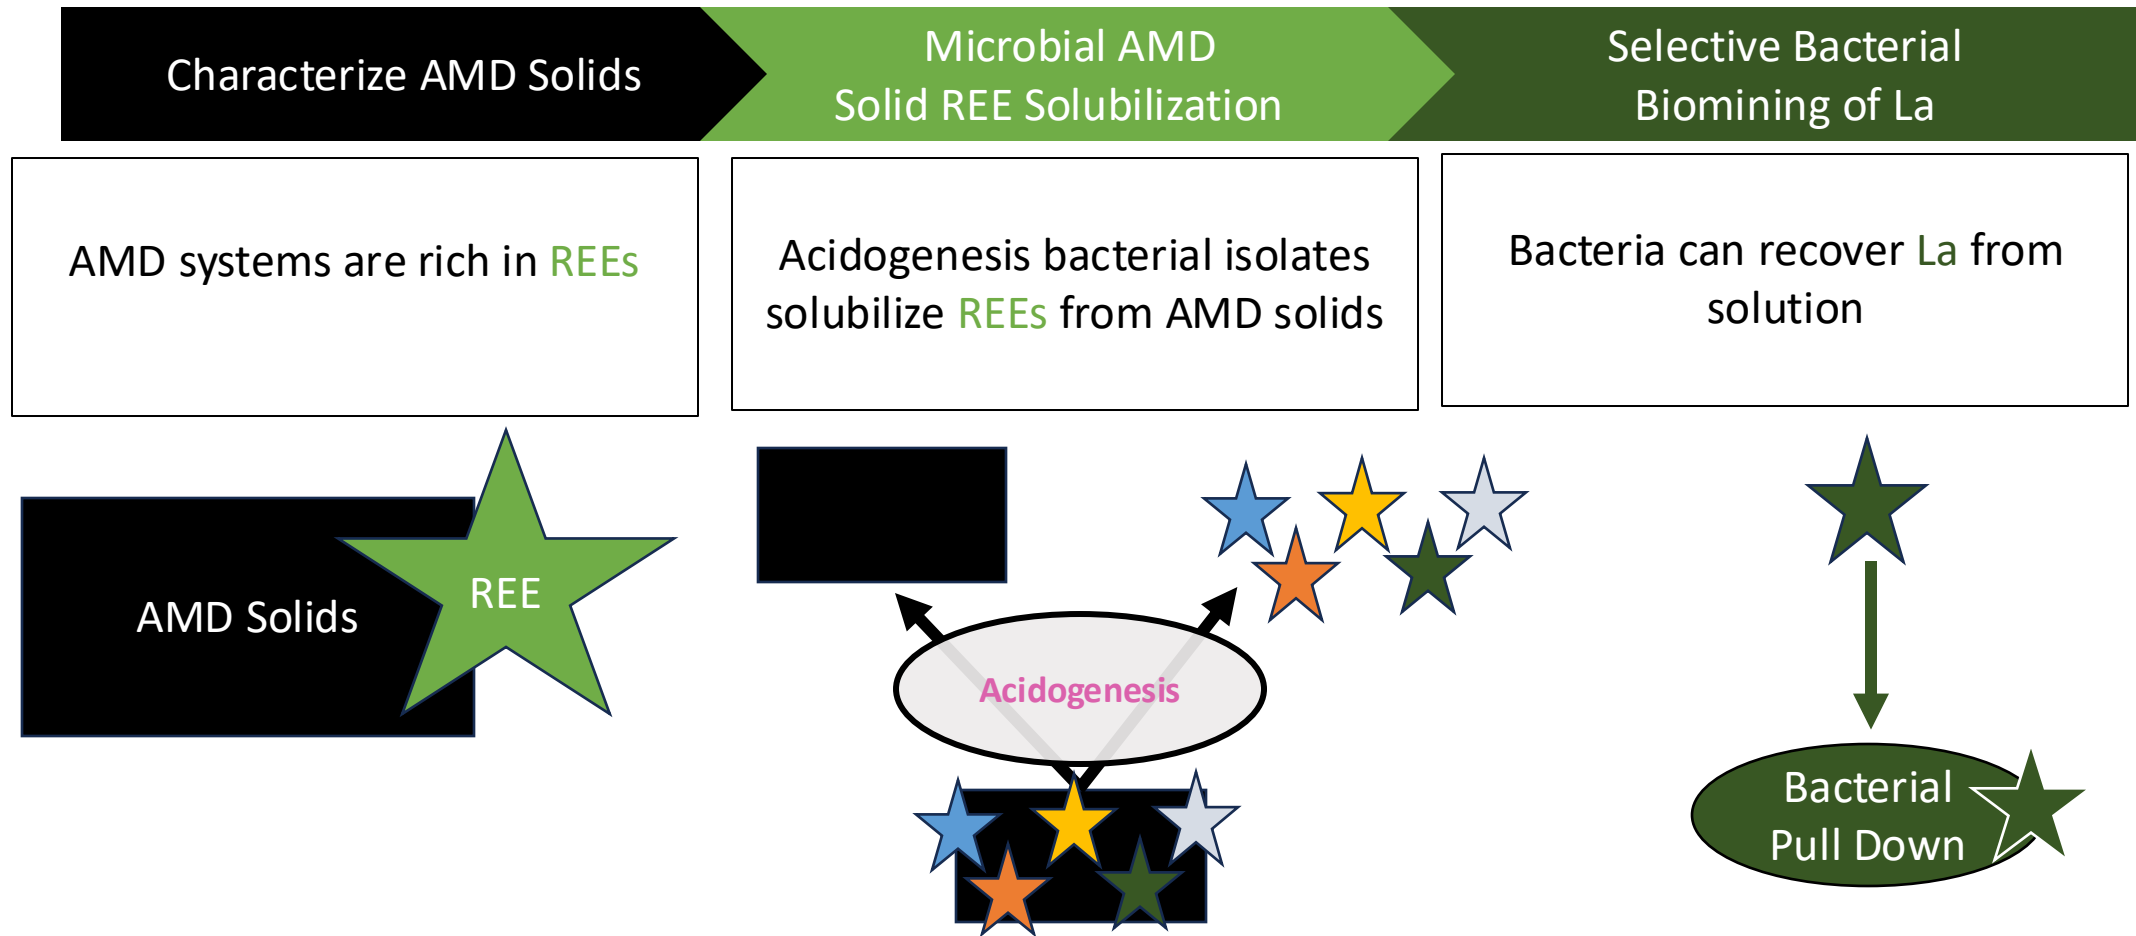 Characterize AMD Solids
Microbial AMD
Solid REE Solubilization
Selective Bacterial
Biomining of La
AMD systems are rich in REEs
Acidogenesis bacterial isolates
solubilize REEs from AMD solids
Bacteria can recover La from
solution
AMD Solids
REE
Acidogenesis
Bacterial
Pull Down